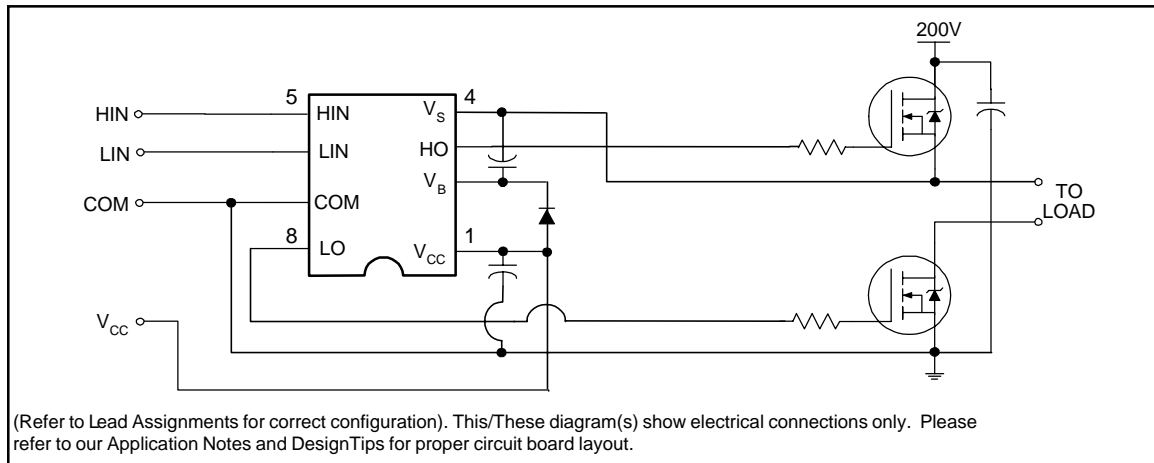 200V
5
4
HIN
HIN
V_S
LIN
LIN
HO
V_B
COM
COM
TO
LOAD
8
1
LO
V_CC
V_CC
(Refer to Lead Assignments for correct configuration). This/These diagram(s) show electrical connections only. Please
refer to our Application Notes and DesignTips for proper circuit board layout.